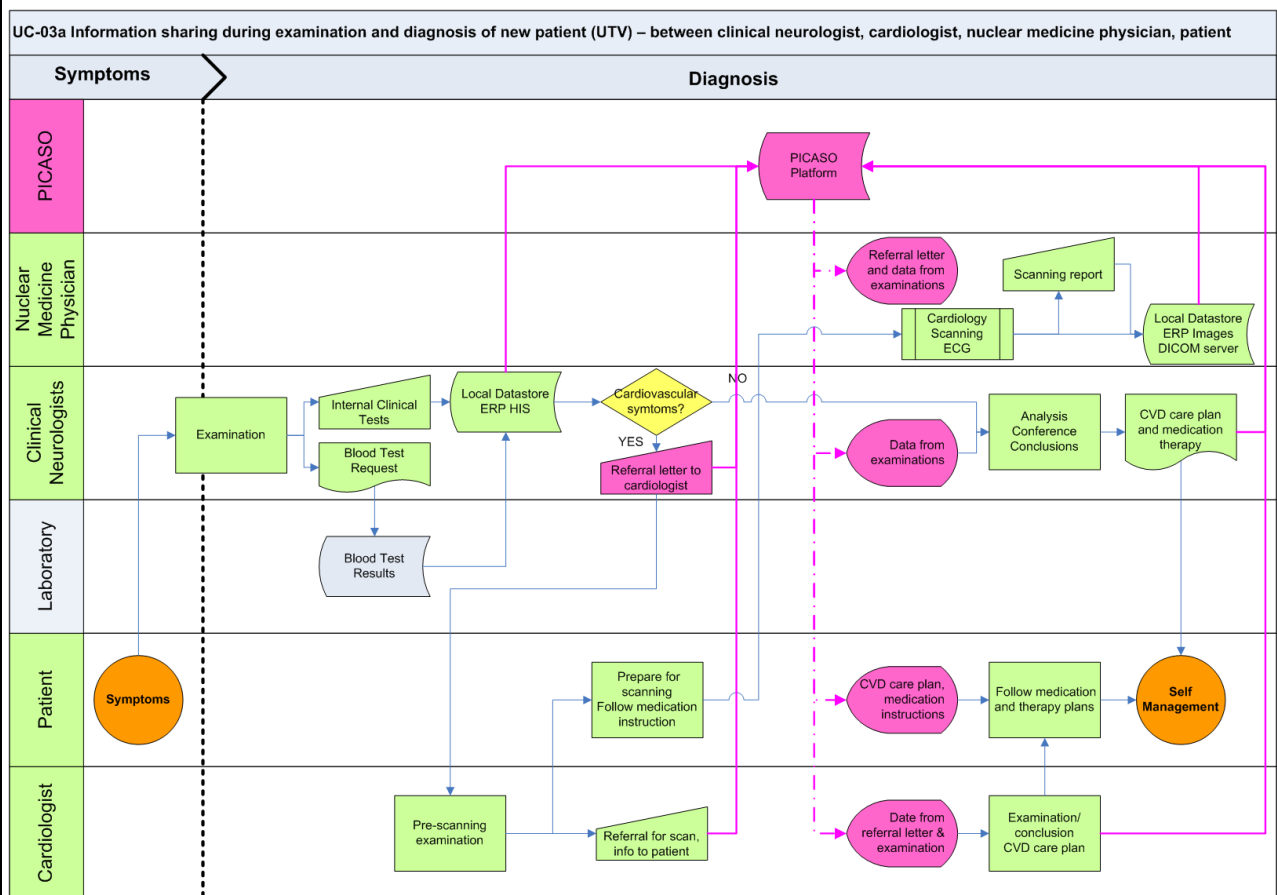 UC-03a Information sharing during examination and diagnosis of new patient (UTV) – between clinical neurologist, cardiologist, nuclear medicine physician, patient
Symptoms
Diagnosis
PICASO
PICASO
Platform
Nuclear
Medicine
Physician
Referral letter
and data from
examinations
Scanning report
Cardiology
Scanning
ECG
Local Datastore
ERP Images
DICOM server
Clinical
Neurologists
Examination
Internal Clinical
Tests
Blood Test
Request
Local Datastore
ERP HIS
Cardiovascular
symtoms?
NO
YES
Referral letter to
cardiologist
Data from
examinations
Analysis
Conference
Conclusions
CVD care plan
and medication
therapy
Laboratory
Blood Test
Results
Patient
Symptoms
Prepare for
scanning
Follow medication
instruction
CVD care plan,
medication
instructions
Follow medication
and therapy plans
Self
Management
Cardiologist
Pre-scanning
examination
Referral for scan,
info to patient
Date from
referral letter &
examination
Examination/
conclusion
CVD care plan